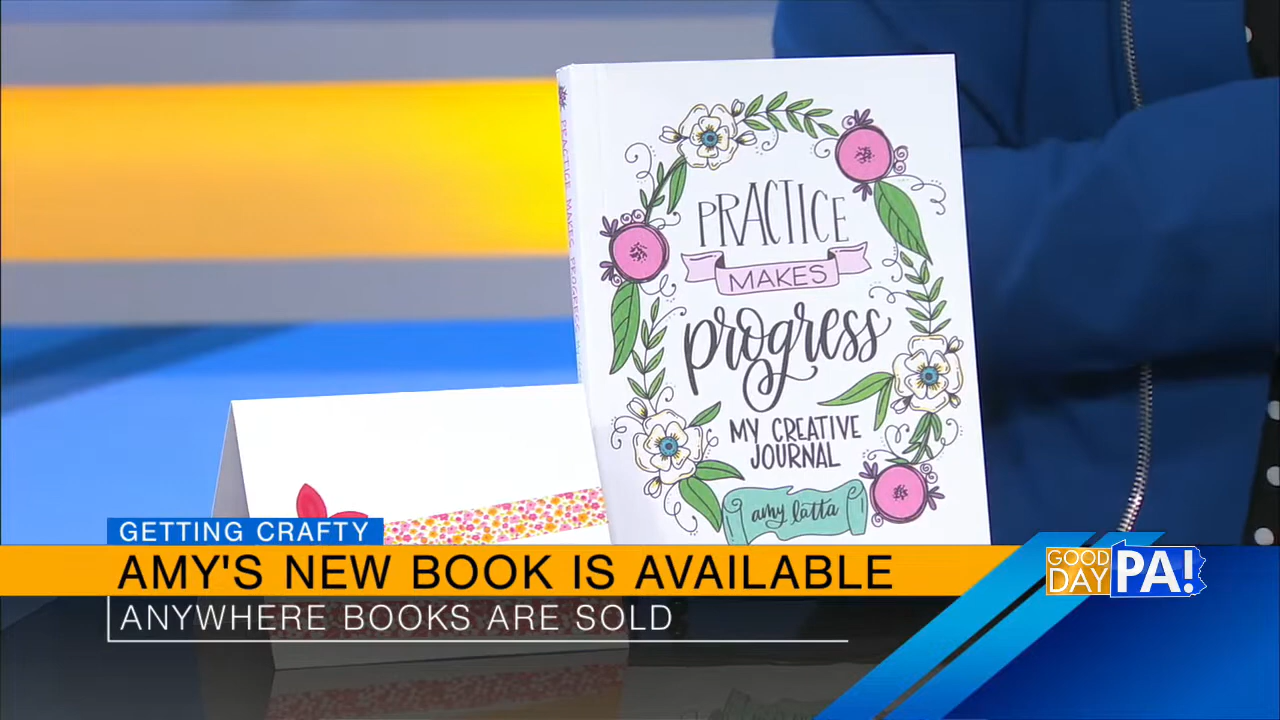 PRACTICE
MAKES
progress
MY CREATIVE
JOURNAL
amy latta
PRACTICE MAKES PROGRESS
GETTING CRAFTY
AMY'S NEW BOOK IS AVAILABLE
ANYWHERE BOOKS ARE SOLD
GOOD
DAY
PA!